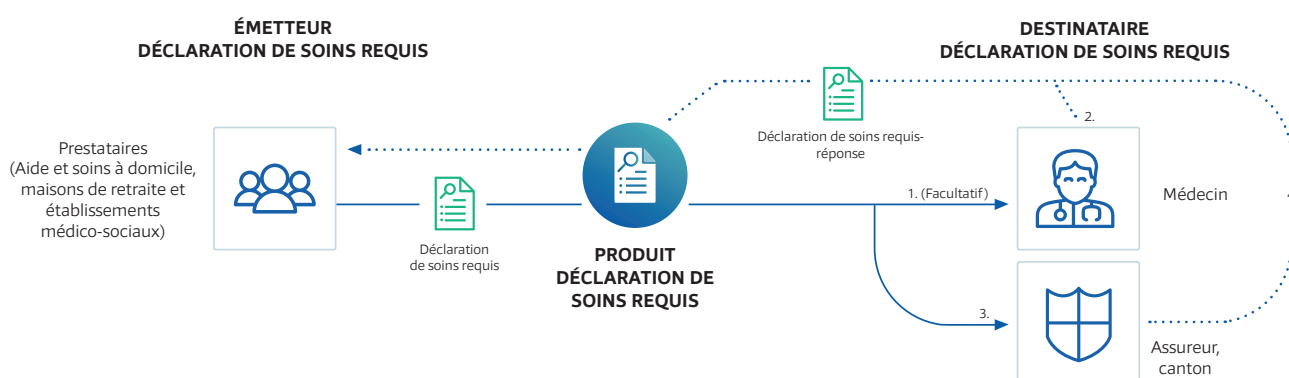 ÉMETTEUR
DÉCLARATION DE SOINS REQUIS
DESTINATAIRE
DÉCLARATION DE SOINS REQUIS
Prestataires
(Aide et soins à domicile,
maisons de retraite et
établissements
médico-sociaux)
Déclaration
de soins requis
PRODUIT
DÉCLARATION DE
SOINS REQUIS
Déclaration de soins requis-
réponse
2.
1. (Facultatif)
Médecin
3.
Assureur,
canton